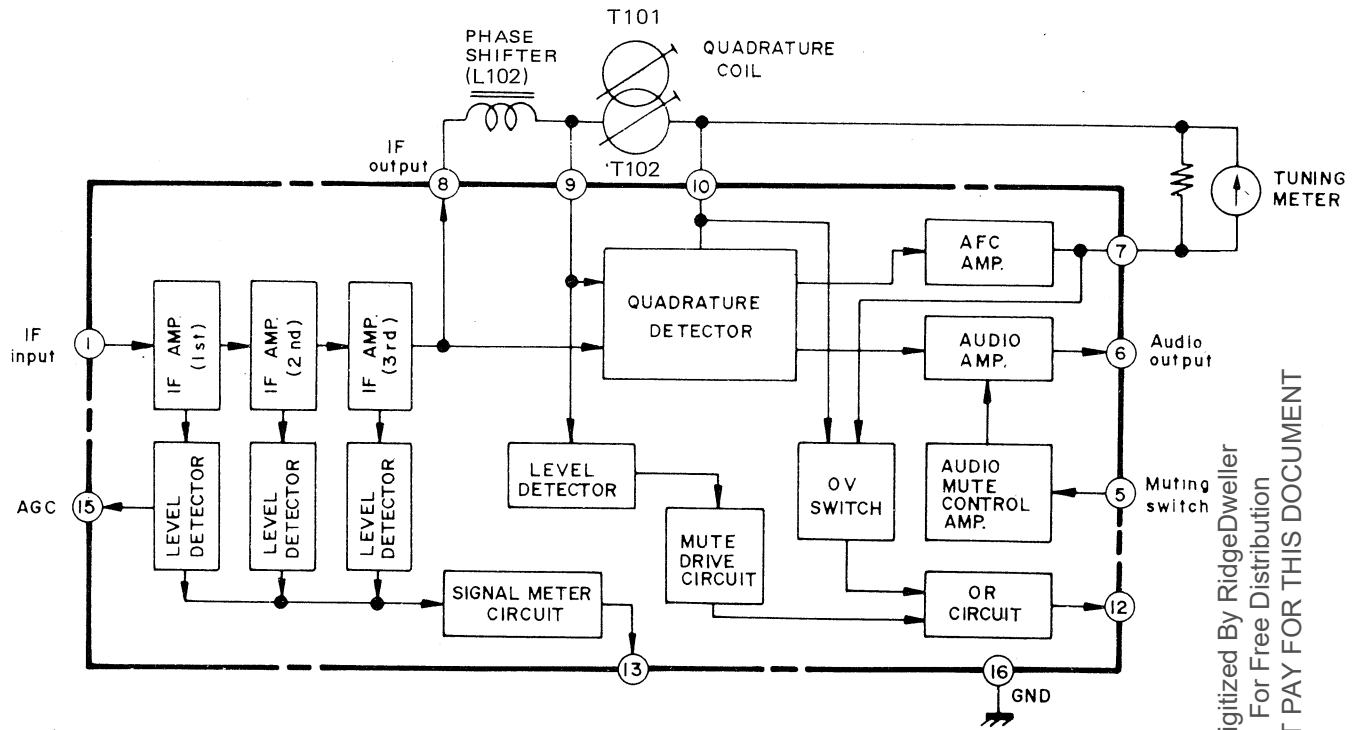 T101
PHASE
SHIFTER
(L102)
QUADRATURE
COIL
IF
output
T102
8
9
10
TUNING
METER
AFC
AMP.
7
QUADRATURE
DETECTOR
IF
input
1
IF AMP.
(1st)
IF AMP.
(2nd)
IF AMP.
(3rd)
AUDIO
AMP.
6
Audio
output
LEVEL
DETECTOR
LEVEL
DETECTOR
LEVEL
DETECTOR
LEVEL
DETECTOR
OV
SWITCH
AUDIO
MUTE
CONTROL
AMP.
5
Muting
switch
AGC
15
MUTE
DRIVE
CIRCUIT
SIGNAL METER
CIRCUIT
OR
CIRCUIT
12
13
16
GND
igitized By RidgeDweller
For Free Distribution
T PAY FOR THIS DOCUMENT